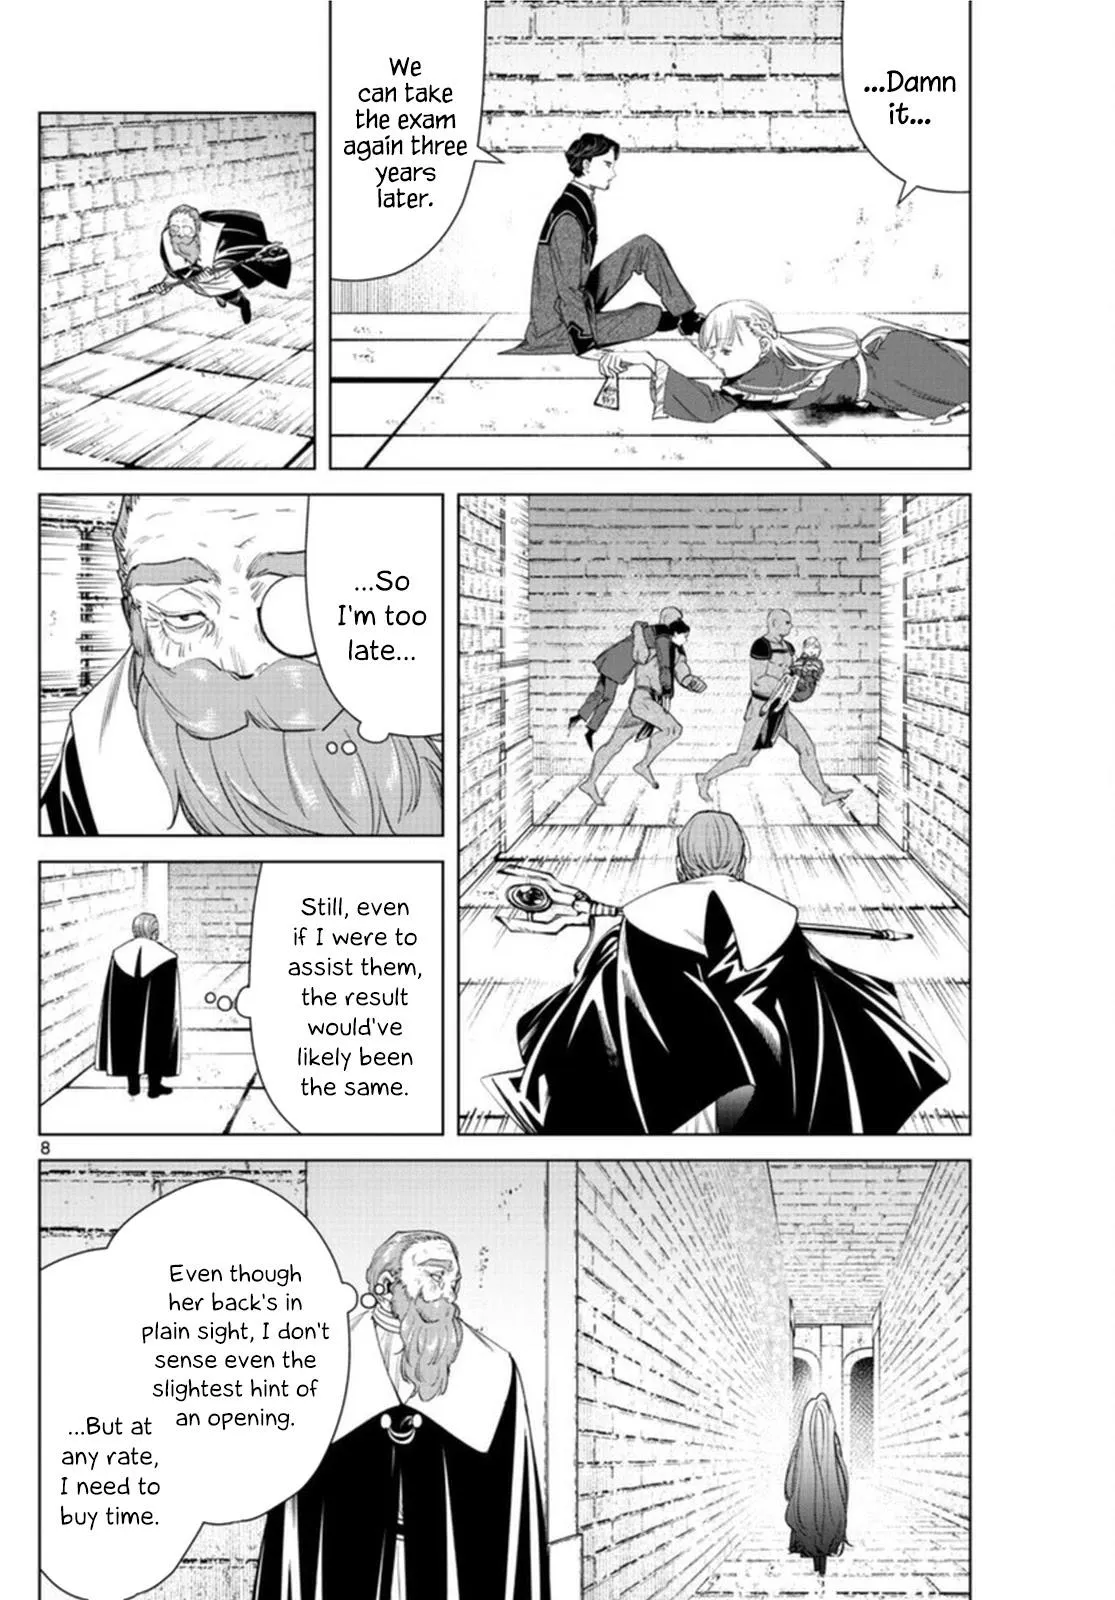 ...Damn
it...
We
can take
the exam
again three
years
later.
...So
I'm too
late...
Still, even
if I were to
assist them,
the result
would've
likely been
the same.
8
Even though
her back's in
plain sight, I don't
sense even the
slightest hint of
an opening.
...But at
any rate,
I need to
buy time.